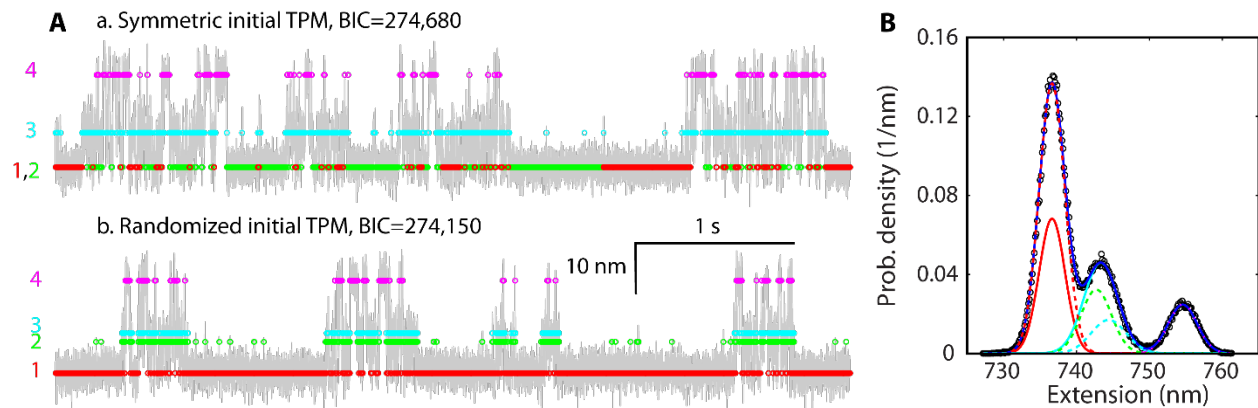 A
a. Symmetric initial TPM, BIC=274,680
4
3
1,2
b. Randomized initial TPM, BIC=274,150
4
3
2
1
1 s
10 nm
B
Prob. density (1/nm)
0.16
0.12
0.08
0.04
0
730 740 750 760
Extension (nm)